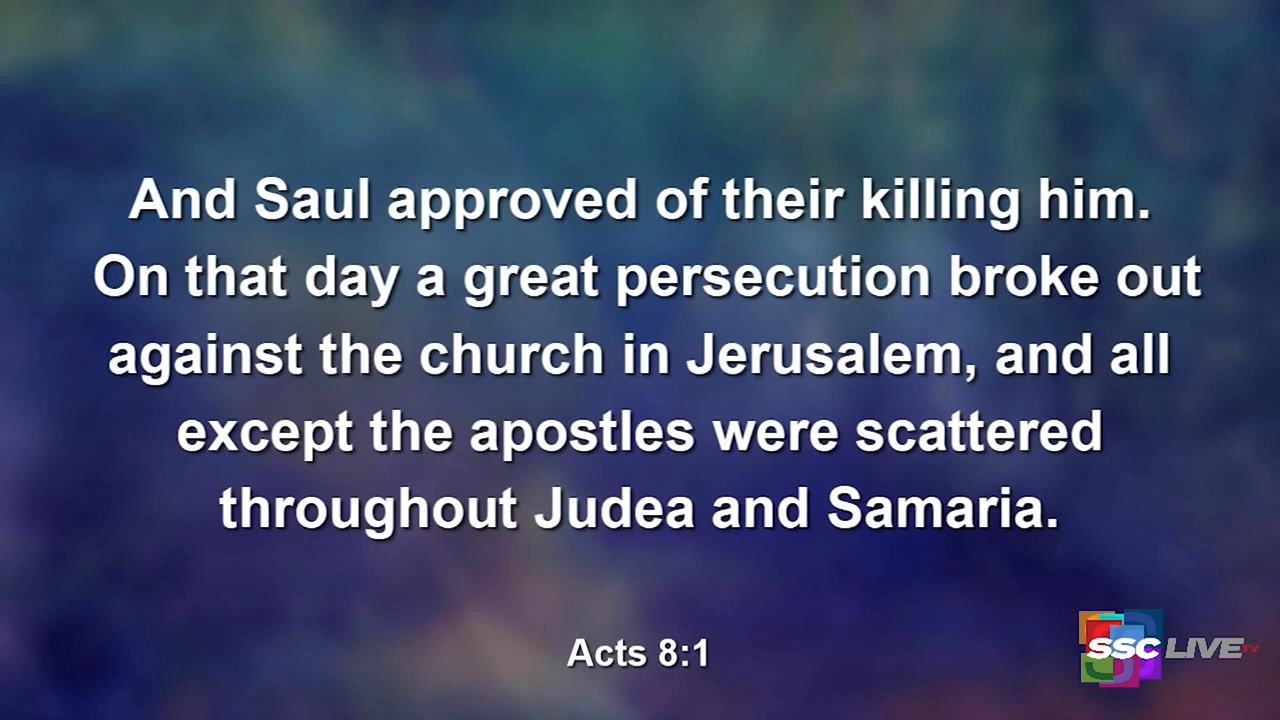 And Saul approved of their killing him.
On that day a great persecution broke out
against the church in Jerusalem, and all
except the apostles were scattered
throughout Judea and Samaria.
Acts 8:1
SSC LIVE TV